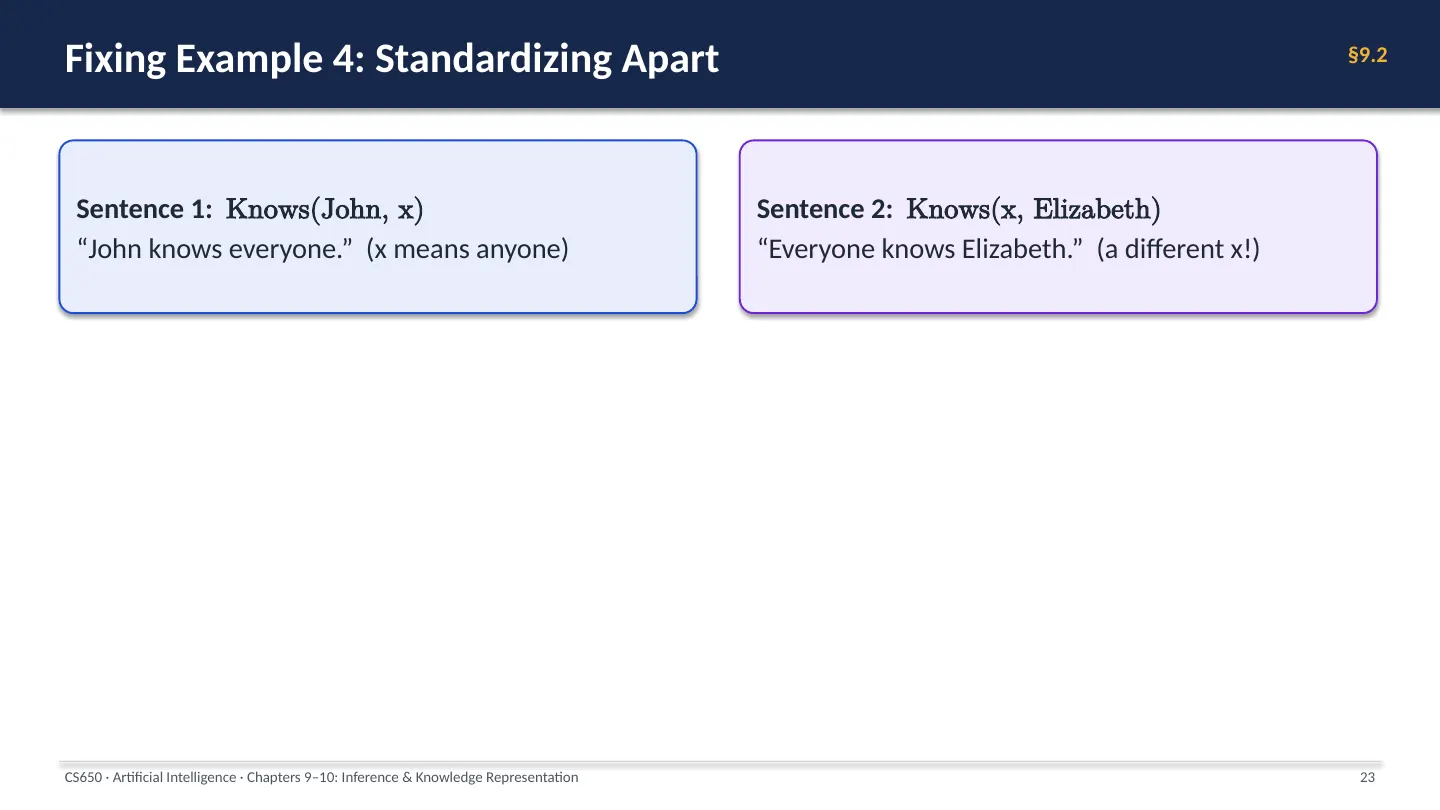 Fixing Example 4: Standardizing Apart
§9.2
Sentence 1: Knows(John, x)
“John knows everyone.” (x means anyone)
Sentence 2: Knows(x, Elizabeth)
“Everyone knows Elizabeth.” (a different x!)
CS650 · Artificial Intelligence · Chapters 9–10: Inference & Knowledge Representation
23